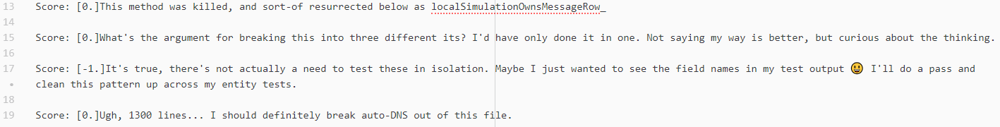 13 Score: [0.]This method was killed, and sort-of resurrected below as localSimulationOwnsMessageRow_
14
15 Score: [0.]What's the argument for breaking this into three different its? I'd have only done it in one. Not saying my way is better, but curious about the thinking.
16
17 Score: [-1.]It's true, there's not actually a need to test these in isolation. Maybe I just wanted to see the field names in my test output 😃 I'll do a pass and
• clean this pattern up across my entity tests.
18
19 Score: [0.]Ugh, 1300 lines... I should definitely break auto-DNS out of this file.